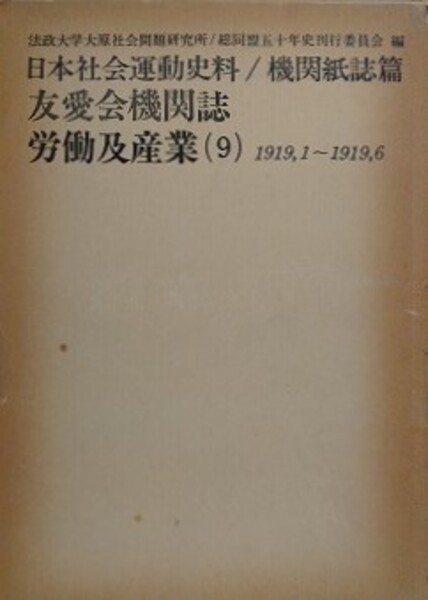 法政大学大原社会問題研究所/総同盟五十年史刊行委員会 編
日本社会運動史料/機関紙誌篇
友愛会機関誌
労働及産業(9) 1919,1~1919,6